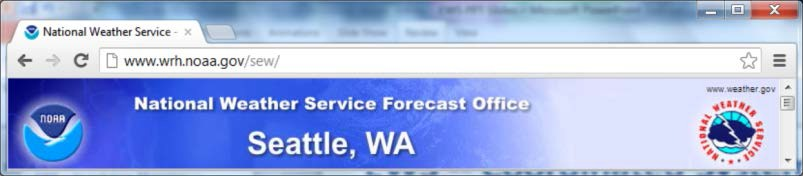 National Weather Service -
www.wrh.noaa.gov/sew/
www.weather.gov
NOAA
National Weather Service Forecast Office
Seattle, WA
NATIONAL WEATHER SERVICE